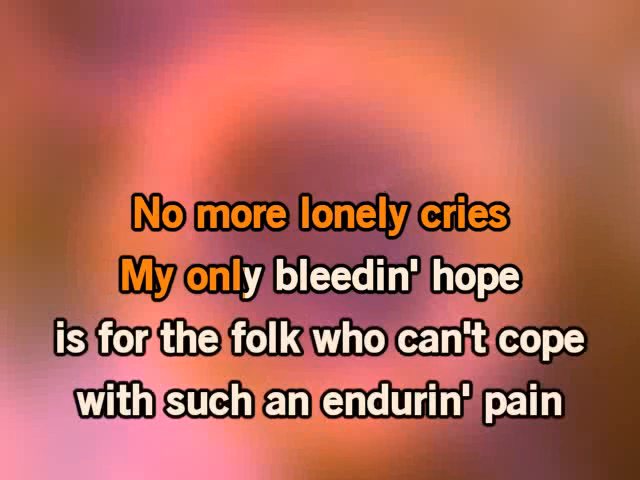 No more lonely cries
My only bleedin' hope
is for the folk who can't cope
with such an endurin' pain